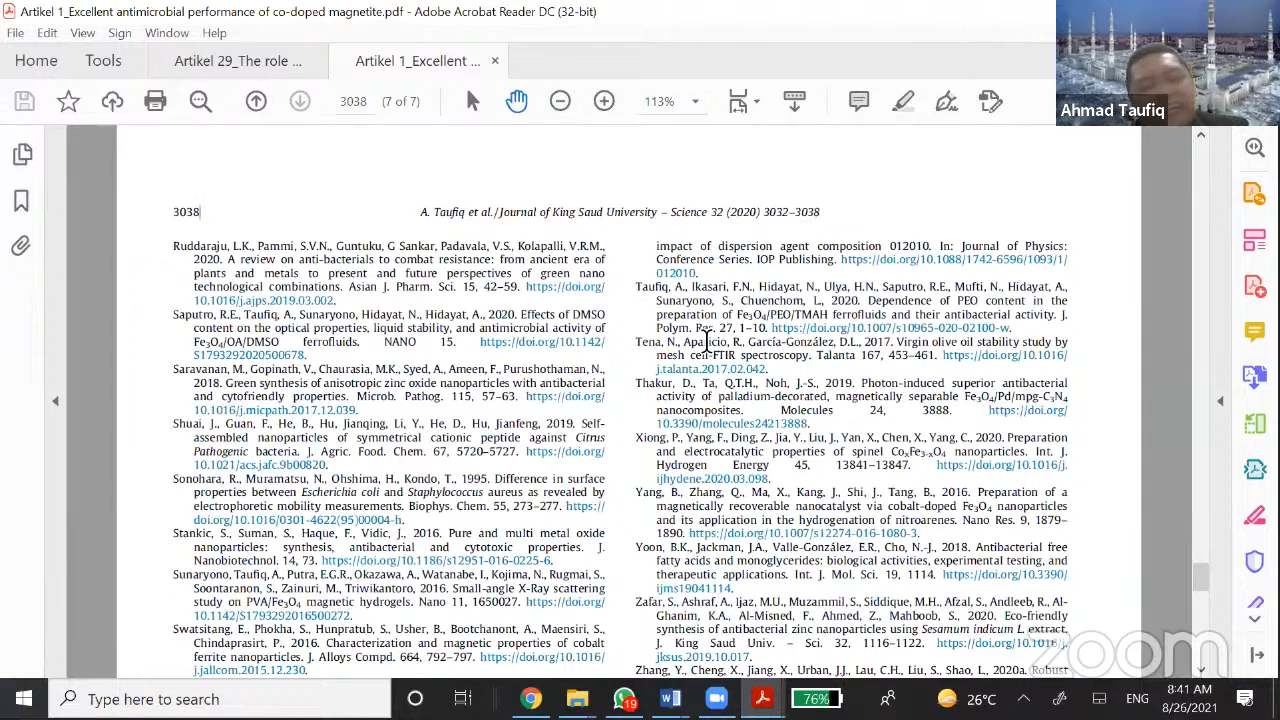 Artikel 1_Excellent antimicrobial performance of co-doped magnetite.pdf - Adobe Acrobat Reader DC (32-bit)
File Edit View Sign Window Help
Home Tools Artikel 29_The role ... Artikel 1_Excellent ... ×
3038 (7 of 7) 113%
Ahmad Taufiq
3038 A. Taufiq et al./Journal of King Saud University – Science 32 (2020) 3032–3038
Ruddaraju, L.K., Pammi, S.V.N., Guntuku, G Sankar, Padavala, V.S., Kolapalli, V.R.M.,
2020. A review on anti-bacterials to combat resistance: from ancient era of
plants and metals to present and future perspectives of green nano
technological combinations. Asian J. Pharm. Sci. 15, 42–59. https://doi.org/
10.1016/j.ajps.2019.03.002.
Saputro, R.E., Taufiq, A., Sunaryono, Hidayat, N., Hidayat, A., 2020. Effects of DMSO
content on the optical properties, liquid stability, and antimicrobial activity of
Fe3O4/OA/DMSO ferrofluids. NANO 15. https://doi.org/10.1142/
S1793292020500678.
Saravanan, M., Gopinath, V., Chaurasia, M.K., Syed, A., Ameen, F., Purushothaman, N.,
2018. Green synthesis of anisotropic zinc oxide nanoparticles with antibacterial
and cytofriendly properties. Microb. Pathog. 115, 57–63. https://doi.org/
10.1016/j.micpath.2017.12.039.
Shuai, J., Guan, F., He, B., Hu, Jianqing, Li, Y., He, D., Hu, Jianfeng, 2019. Self-
assembled nanoparticles of symmetrical cationic peptide against Citrus
Pathogenic bacteria. J. Agric. Food Chem. 67, 5720–5727. https://doi.org/
10.1021/acs.jafc.9b00820.
Sonohara, R., Muramatsu, N., Ohshima, H., Kondo, T., 1995. Difference in surface
properties between Escherichia coli and Staphylococcus aureus as revealed by
electrophoretic mobility measurements. Biophys. Chem. 55, 273–277. https://
doi.org/10.1016/0301-4622(95)00004-h.
Stankic, S., Suman, S., Haque, F., Vidic, J., 2016. Pure and multi metal oxide
nanoparticles: synthesis, antibacterial and cytotoxic properties. J.
Nanobiotechnol. 14, 73. https://doi.org/10.1186/s12951-016-0225-6.
Sunaryono, Taufiq, A., Putra, E.G.R., Okazawa, A., Watanabe, I., Kojima, N., Rugmai, S.,
Soontaranon, S., Zainuri, M., Triwikantoro, 2016. Small-angle X-Ray scattering
study on PVA/Fe3O4 magnetic hydrogels. Nano 11, 1650027. https://doi.org/
10.1142/S1793292016500272.
Swatsitang, E., Phokha, S., Hunpratub, S., Usher, B., Bootchanont, A., Maensiri, S.,
Chindaprasirt, P., 2016. Characterization and magnetic properties of cobalt
ferrite nanoparticles. J. Alloys Compd. 664, 792–797. https://doi.org/10.1016/
j.jallcom.2015.12.230.
impact of dispersion agent composition 012010. In: Journal of Physics:
Conference Series. IOP Publishing. https://doi.org/10.1088/1742-6596/1093/1/
012010.
Taufiq, A., Ikasari, F.N., Hidayat, N., Ulya, H.N., Saputro, R.E., Mufti, N., Hidayat, A.,
Sunaryono, S., Chuenchom, L., 2020. Dependence of PEO content in the
preparation of Fe3O4/PEO/TMAH ferrofluids and their antibacterial activity. J.
Polym. Res. 27, 1–10. https://doi.org/10.1007/s10965-020-02100-w.
Tena, N., Aparicio, R., García-González, D.L., 2017. Virgin olive oil stability study by
mesh cell-FTIR spectroscopy. Talanta 167, 453–461. https://doi.org/10.1016/
j.talanta.2017.02.042.
Thakur, D., Ta, Q.T.H., Noh, J.-S., 2019. Photon-induced superior antibacterial
activity of palladium-decorated, magnetically separable Fe3O4/Pd/mpg-C3N4
nanocomposites. Molecules 24, 3888. https://doi.org/
10.3390/molecules24213888.
Xiong, P., Yang, F., Ding, Z., Jia, Y., Liu, J., Yan, X., Chen, X., Yang, C., 2020. Preparation
and electrocatalytic properties of spinel CoxFe3-xO4 nanoparticles. Int. J.
Hydrogen Energy 45, 13841–13847. https://doi.org/10.1016/j.
ijhydene.2020.03.098.
Yang, B., Zhang, Q., Ma, X., Kang, J., Shi, J., Tang, B., 2016. Preparation of a
magnetically recoverable nanocatalyst via cobalt-doped Fe3O4 nanoparticles
and its application in the hydrogenation of nitroarenes. Nano Res. 9, 1879–
1890. https://doi.org/10.1007/s12274-016-1080-3.
Yoon, B.K., Jackman, J.A., Valle-González, E.R., Cho, N.-J., 2018. Antibacterial free
fatty acids and monoglycerides: biological activities, experimental testing, and
therapeutic applications. Int. J. Mol. Sci. 19, 1114. https://doi.org/10.3390/
ijms19041114.
Zafar, S., Ashraf, A., Ijaz, M.U., Muzammil, S., Siddique, M.H., Afzal, S., Andleeb, R., Al-
Ghanim, K.A., Al-Misned, F., Ahmed, Z., Mahboob, S., 2020. Eco-friendly
synthesis of antibacterial zinc nanoparticles using Sesamum indicum L. extract.
J. King Saud Univ. – Sci. 32, 1116–1122. https://doi.org/10.1016/j.
jksus.2019.10.017.
Zhang, Y., Cheng, X., Jiang, X., Urban, J.J., Lau, C.H., Liu, S., Shao, L., 2020a. Robust
zoom
Type here to search
19
76%
26°C
ENG
8:41 AM
8/26/2021